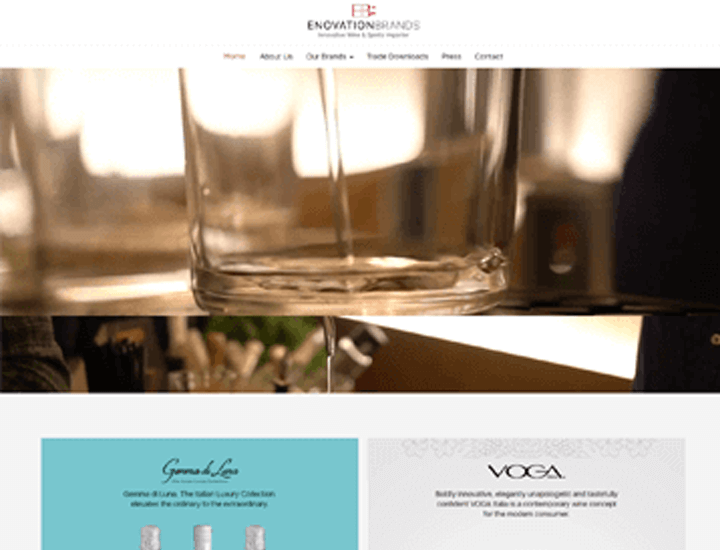 ENOVATIONBRANDS
Innovative Wine & Spirits Importer
Home About Us Our Brands Trade Downloads Press Contact
Gemma di Luna
Gemma di Luna, The Italian Luxury Collection
elevates the ordinary to the extraordinary.
VOGA
Boldly innovative, elegantly unapologetic and tastefully
confident VOGA Italia is a contemporary wine concept
for the modern consumer.